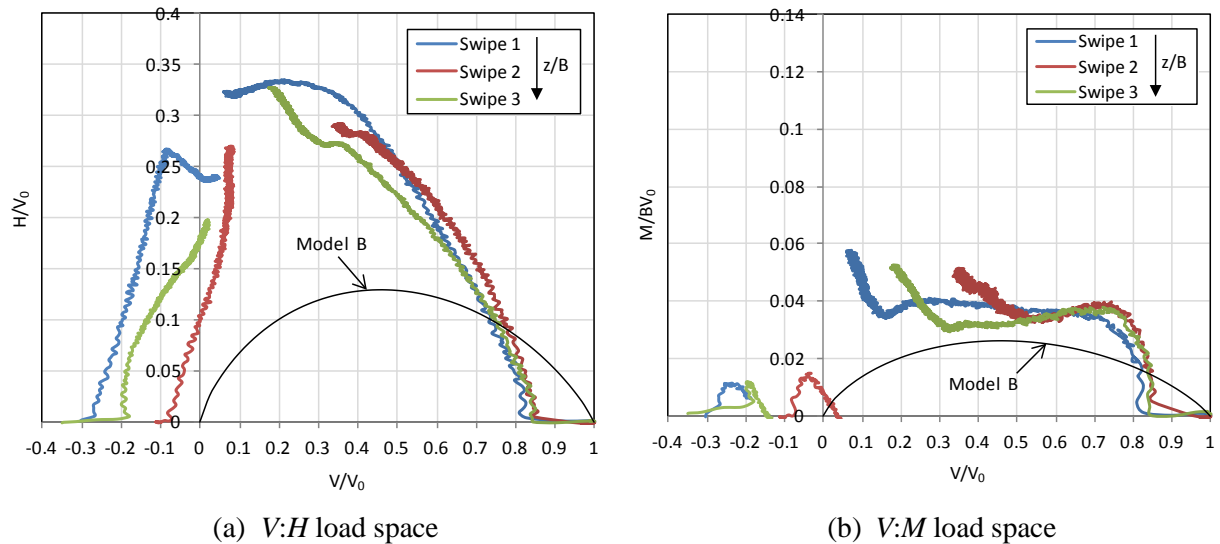 0.4
0.35
0.3
0.25
0.2
0.15
0.1
0.05
0
H/V0
-0.4 -0.3 -0.2 -0.1 0 0.1 0.2 0.3 0.4 0.5 0.6 0.7 0.8 0.9 1
V/V0
Swipe 1
Swipe 2
Swipe 3
z/B
Model B
(a) V:H load space
0.14
0.12
0.1
0.08
0.06
0.04
0.02
0
M/BV0
-0.4 -0.3 -0.2 -0.1 0 0.1 0.2 0.3 0.4 0.5 0.6 0.7 0.8 0.9 1
V/V0
Swipe 1
Swipe 2
Swipe 3
z/B
Model B
(b) V:M load space